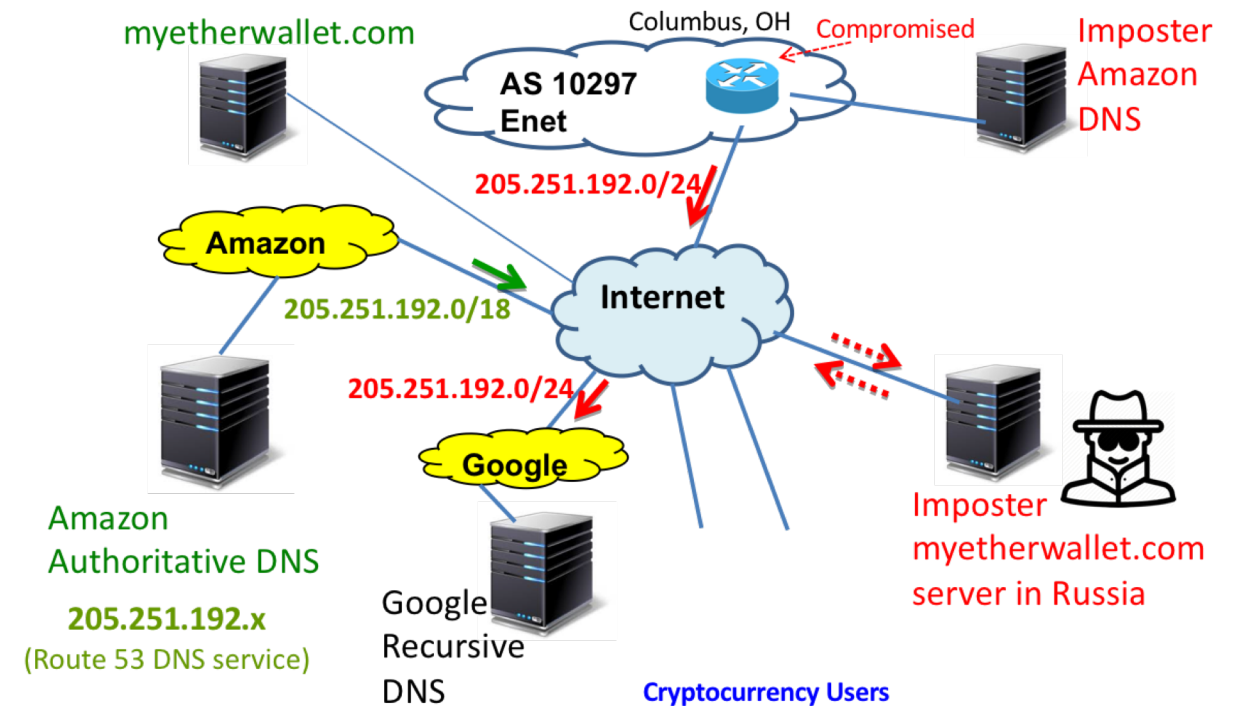 myetherwallet.com
Columbus, OH
Compromised
Imposter
Amazon
DNS
AS 10297
Enet
205.251.192.0/24
Amazon
205.251.192.0/18
Internet
205.251.192.0/24
Google
Amazon
Authoritative DNS
205.251.192.x
(Route 53 DNS service)
Google
Recursive
DNS
Imposter
myetherwallet.com
server in Russia
Cryptocurrency Users